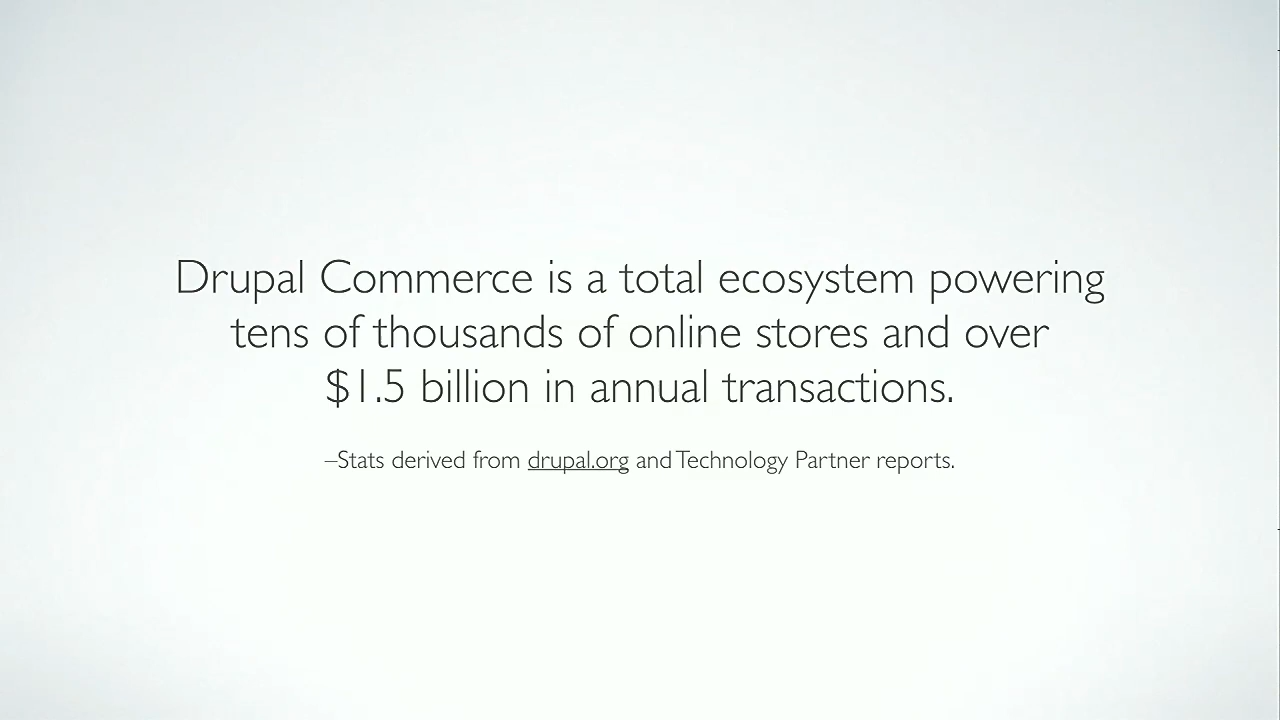 Drupal Commerce is a total ecosystem powering
tens of thousands of online stores and over
$1.5 billion in annual transactions.
–Stats derived from drupal.org and Technology Partner reports.